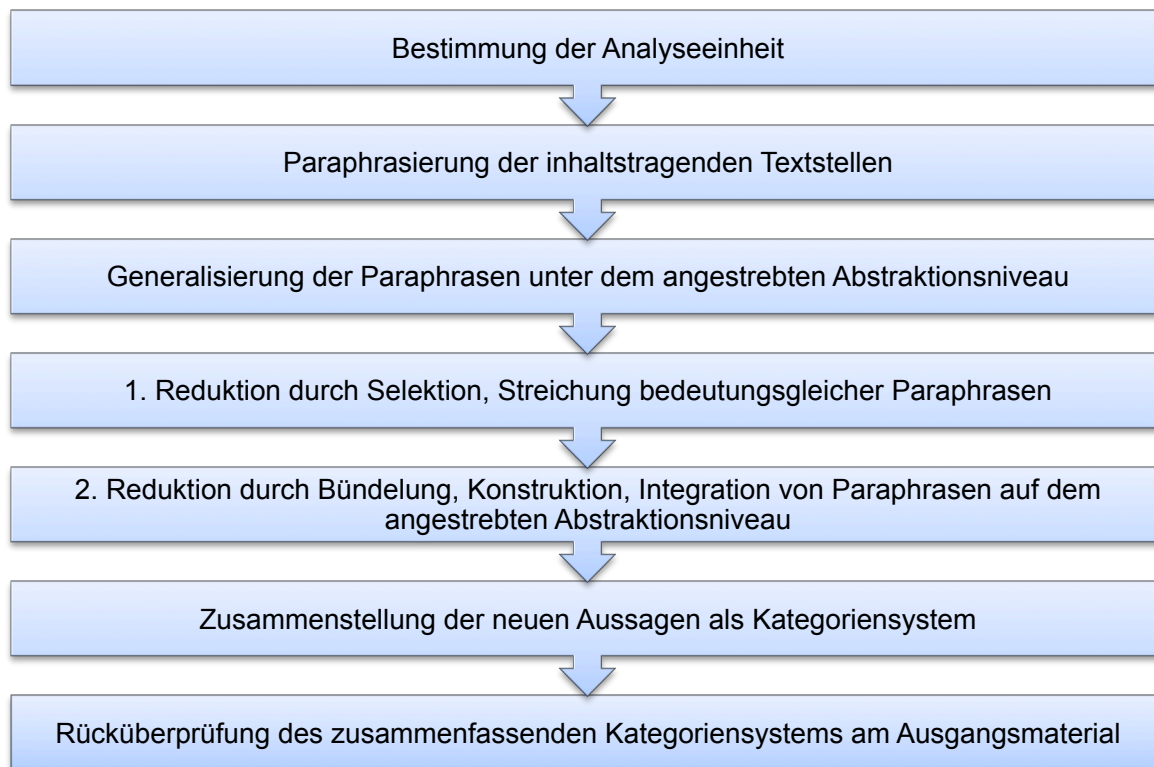 Bestimmung der Analyseeinheit
Paraphrasierung der inhaltstragenden Textstellen
Generalisierung der Paraphrasen unter dem angestrebten Abstraktionsniveau
1. Reduktion durch Selektion, Streichung bedeutungsgleicher Paraphrasen
2. Reduktion durch Bündelung, Konstruktion, Integration von Paraphrasen auf dem
angestrebten Abstraktionsniveau
Zusammenstellung der neuen Aussagen als Kategoriensystem
Rücküberprüfung des zusammenfassenden Kategoriensystems am Ausgangsmaterial